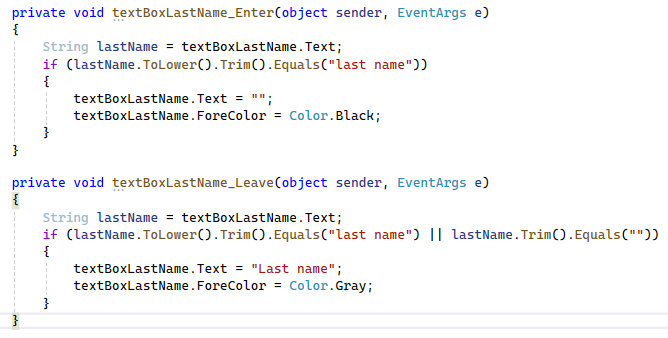 private void textBoxLastName_Enter(object sender, EventArgs e)
{
    String lastName = textBoxLastName.Text;
    if (lastName.ToLower().Trim().Equals("last name"))
    {
        textBoxLastName.Text = "";
        textBoxLastName.ForeColor = Color.Black;
    }
}

private void textBoxLastName_Leave(object sender, EventArgs e)
{
    String lastName = textBoxLastName.Text;
    if (lastName.ToLower().Trim().Equals("last name") || lastName.Trim().Equals(""))
    {
        textBoxLastName.Text = "Last name";
        textBoxLastName.ForeColor = Color.Gray;
    }
}